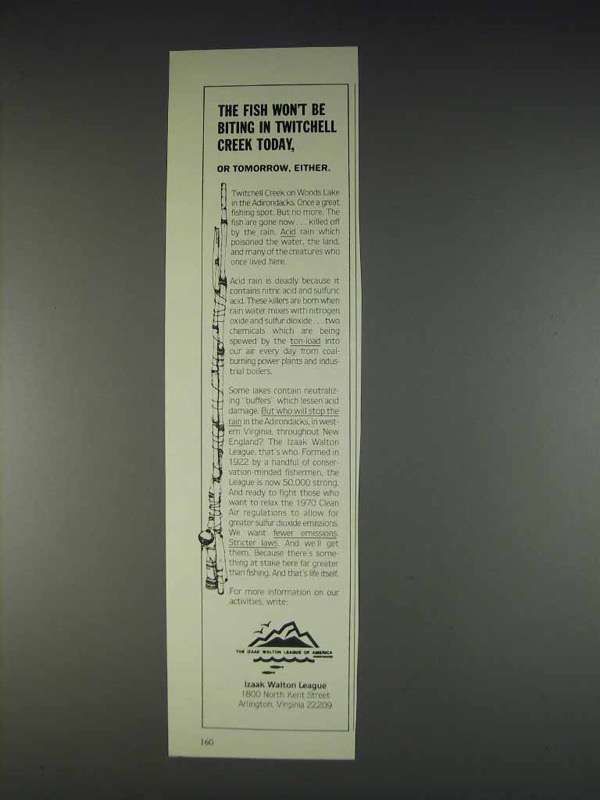 THE FISH WON'T BE
BITING IN TWITCHELL
CREEK TODAY,
OR TOMORROW, EITHER.
Twitchell Creek on Woods Lake
in the Adirondacks. Once a great
fishing spot. But no more. The
fish are gone now . . . killed off
by the rain. Acid rain which
poisoned the water, the land,
and many of the creatures who
once lived here.
Acid rain is deadly because it
contains nitric acid and sulfuric
acid. These killers are born when
rain water mixes with nitrogen
oxide and sulfur dioxide . . . two
chemicals which are being
spewed by the ton-load into
our air every day from coal-
burning power plants and indus-
trial boilers.
Some lakes contain neutraliz-
ing "buffers" which lessen acid
damage. But who will stop the
rain in the Adirondacks, in west-
ern Virginia, throughout New
England? The Izaak Walton
League, that's who. Formed in
1922 by a handful of conser-
vation-minded fishermen, the
League is now 50,000 strong.
And ready to fight those who
want to relax the 1970 Clean
Air regulations to allow for
greater sulfur dioxide emissions.
We want fewer emissions.
Stricter laws. And we'll get
them. Because there's some-
thing at stake here far greater
than fishing. And that's life itself.
For more information on our
activities, write:
THE IZAAK WALTON LEAGUE OF AMERICA
Izaak Walton League
1800 North Kent Street
Arlington, Virginia 22209
160